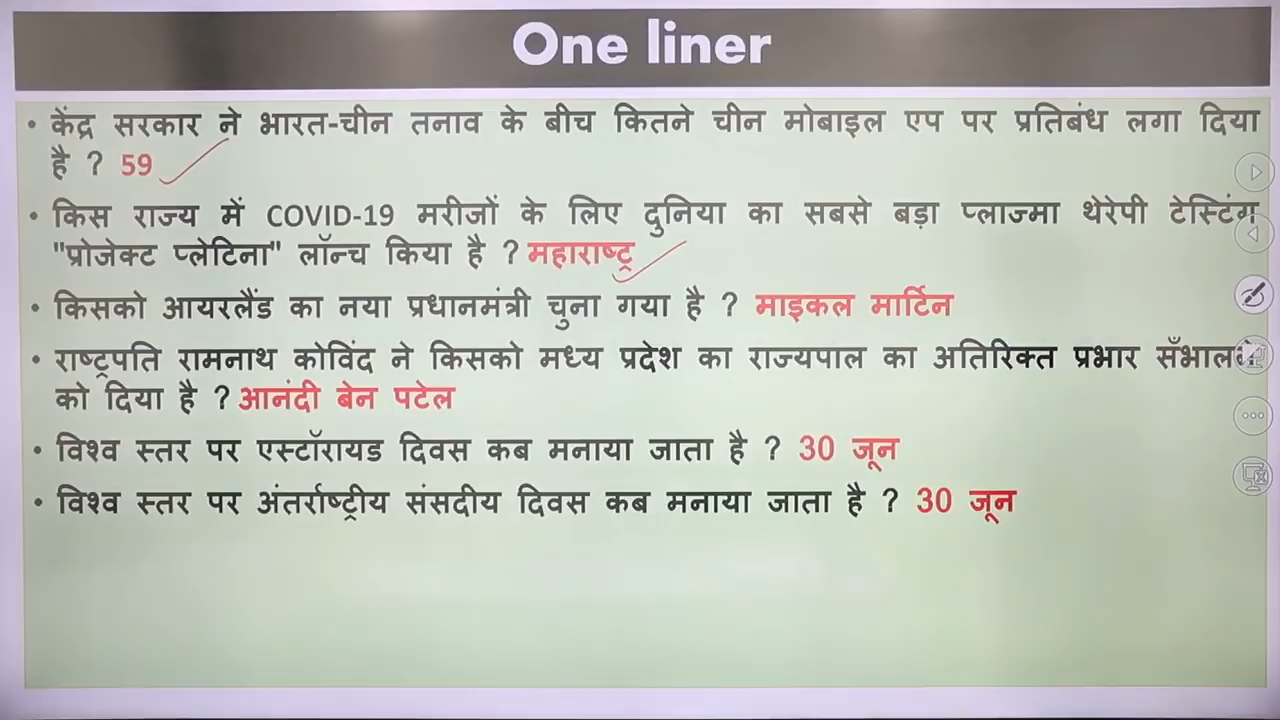 One liner
• केंद्र सरकार ने भारत-चीन तनाव के बीच कितने चीन मोबाइल एप पर प्रतिबंध लगा दिया
है ? 59
• किस राज्य में COVID-19 मरीजों के लिए दुनिया का सबसे बड़ा प्लाज्मा थेरेपी टेस्टिंग
"प्रोजेक्ट प्लेटिना" लॉन्च किया है ? महाराष्ट्र
• किसको आयरलैंड का नया प्रधानमंत्री चुना गया है ? माइकल मार्टिन
• राष्ट्रपति रामनाथ कोविंद ने किसको मध्य प्रदेश का राज्यपाल का अतिरिक्त प्रभार सँभालने
को दिया है ? आनंदी बेन पटेल
• विश्व स्तर पर एस्टॉरायड दिवस कब मनाया जाता है ? 30 जून
• विश्व स्तर पर अंतर्राष्ट्रीय संसदीय दिवस कब मनाया जाता है ? 30 जून